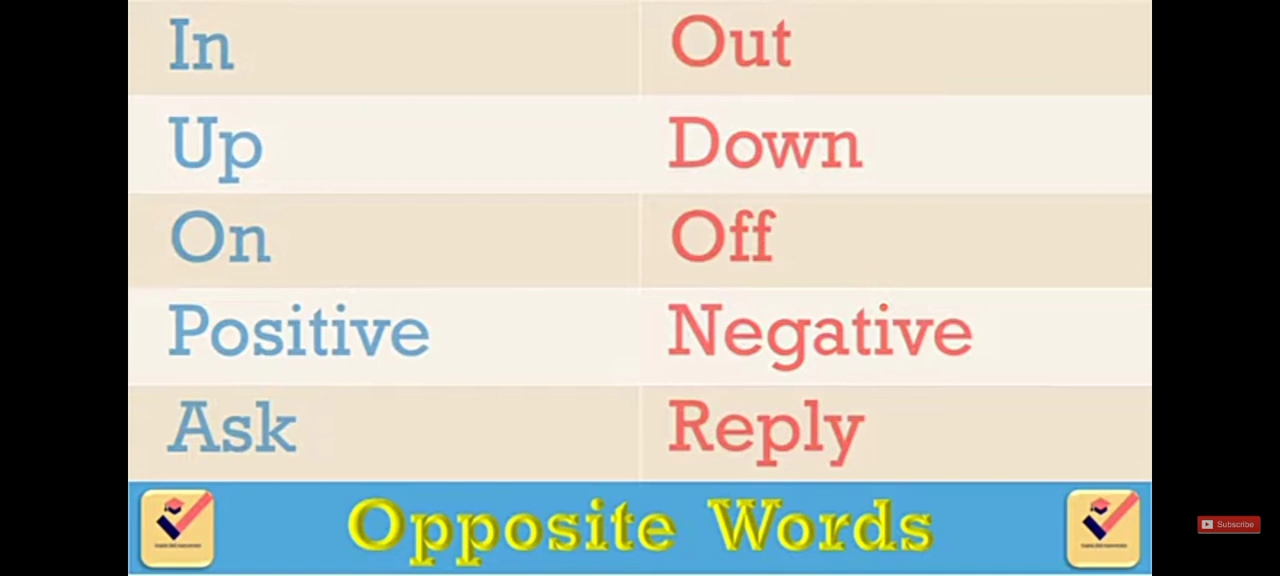 In Out
Up Down
On Off
Positive Negative
Ask Reply
Opposite Words
Subscribe